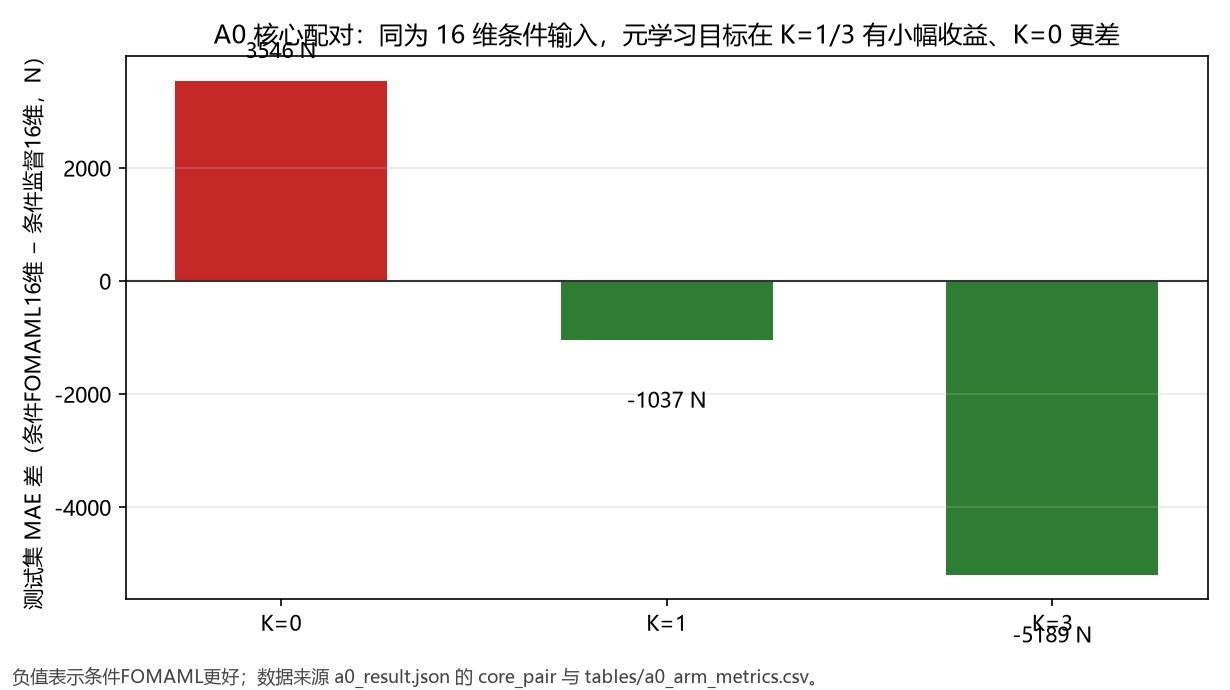 A0 核心配对：同为 16 维条件输入，元学习目标在 K=1/3 有小幅收益、K=0 更差
3546 N
测试集 MAE 差（条件FOMAML16维 − 条件监督16维，N）
2000
0
-2000
-4000
-1037 N
-5189 N
K=0
K=1
K=3
负值表示条件FOMAML更好；数据来源 a0_result.json 的 core_pair 与 tables/a0_arm_metrics.csv。